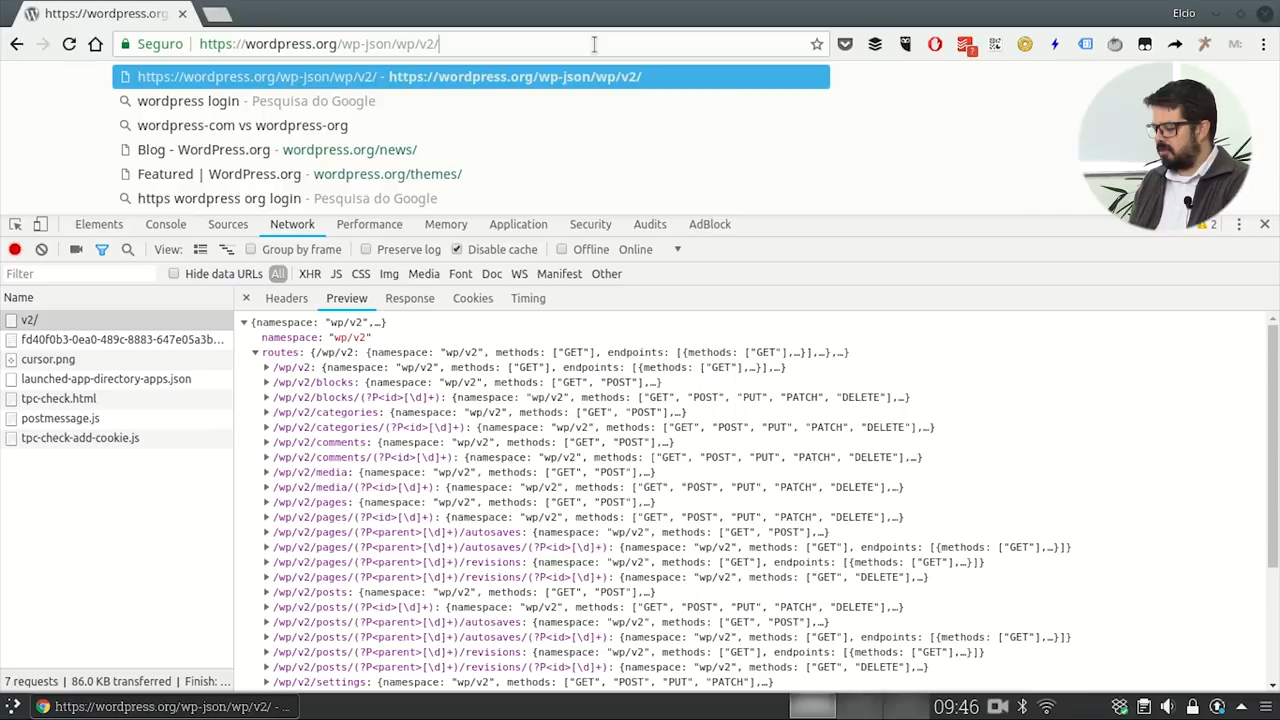 https://wordpress.org
Elcio
Seguro
https://wordpress.org/wp-json/wp/v2/
7
M:
https://wordpress.org/wp-json/wp/v2/ - https://wordpress.org/wp-json/wp/v2/
wordpress login - Pesquisa do Google
wordpress-com vs wordpress-org
Blog - WordPress.org - wordpress.org/news/
Featured | WordPress.org - wordpress.org/themes/
https wordpress org login - Pesquisa do Google
Elements Console Sources Network Performance Memory Application Security Audits AdBlock 2
View: Group by frame Preserve log Disable cache Offline Online
Filter Hide data URLs All XHR JS CSS Img Media Font Doc WS Manifest Other
Name
Headers Preview Response Cookies Timing
v2/
fd40f0b3-0ea0-489c-8883-647e05a3b...
cursor.png
launched-app-directory-apps.json
tpc-check.html
postmessage.js
tpc-check-add-cookie.js
{namespace: "wp/v2",…}
namespace: "wp/v2"
routes: {/wp/v2: {namespace: "wp/v2", methods: ["GET"], endpoints: [{methods: ["GET"],…}],…},…}
/wp/v2: {namespace: "wp/v2", methods: ["GET"], endpoints: [{methods: ["GET"],…}],…}
/wp/v2/blocks: {namespace: "wp/v2", methods: ["GET", "POST"],…}
/wp/v2/blocks/(?P<id>[\d]+): {namespace: "wp/v2", methods: ["GET", "POST", "PUT", "PATCH", "DELETE"],…}
/wp/v2/categories: {namespace: "wp/v2", methods: ["GET", "POST"],…}
/wp/v2/categories/(?P<id>[\d]+): {namespace: "wp/v2", methods: ["GET", "POST", "PUT", "PATCH", "DELETE"],…}
/wp/v2/comments: {namespace: "wp/v2", methods: ["GET", "POST"],…}
/wp/v2/comments/(?P<id>[\d]+): {namespace: "wp/v2", methods: ["GET", "POST", "PUT", "PATCH", "DELETE"],…}
/wp/v2/media: {namespace: "wp/v2", methods: ["GET", "POST"],…}
/wp/v2/media/(?P<id>[\d]+): {namespace: "wp/v2", methods: ["GET", "POST", "PUT", "PATCH", "DELETE"],…}
/wp/v2/pages: {namespace: "wp/v2", methods: ["GET", "POST"],…}
/wp/v2/pages/(?P<id>[\d]+): {namespace: "wp/v2", methods: ["GET", "POST", "PUT", "PATCH", "DELETE"],…}
/wp/v2/pages/(?P<parent>[\d]+)/autosaves: {namespace: "wp/v2", methods: ["GET", "POST"],…}
/wp/v2/pages/(?P<parent>[\d]+)/autosaves/(?P<id>[\d]+): {namespace: "wp/v2", methods: ["GET"], endpoints: [{methods: ["GET"],…}]}
/wp/v2/pages/(?P<parent>[\d]+)/revisions: {namespace: "wp/v2", methods: ["GET"], endpoints: [{methods: ["GET"],…}]}
/wp/v2/pages/(?P<parent>[\d]+)/revisions/(?P<id>[\d]+): {namespace: "wp/v2", methods: ["GET", "DELETE"],…}
/wp/v2/posts: {namespace: "wp/v2", methods: ["GET", "POST"],…}
/wp/v2/posts/(?P<id>[\d]+): {namespace: "wp/v2", methods: ["GET", "POST", "PUT", "PATCH", "DELETE"],…}
/wp/v2/posts/(?P<parent>[\d]+)/autosaves: {namespace: "wp/v2", methods: ["GET", "POST"],…}
/wp/v2/posts/(?P<parent>[\d]+)/autosaves/(?P<id>[\d]+): {namespace: "wp/v2", methods: ["GET"], endpoints: [{methods: ["GET"],…}]}
/wp/v2/posts/(?P<parent>[\d]+)/revisions: {namespace: "wp/v2", methods: ["GET"], endpoints: [{methods: ["GET"],…}]}
/wp/v2/posts/(?P<parent>[\d]+)/revisions/(?P<id>[\d]+): {namespace: "wp/v2", methods: ["GET", "DELETE"],…}
/wp/v2/settings: {namespace: "wp/v2", methods: ["GET", "POST", "PUT", "PATCH"],…}
7 requests | 86.0 KB transferred | Finish: ...
https://wordpress.org/wp-json/wp/v2/ - ...
09:46